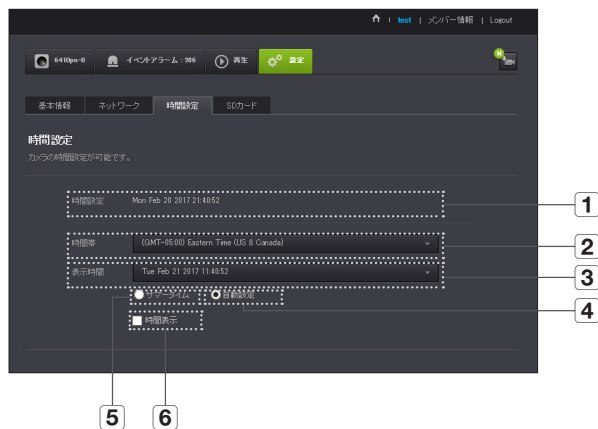 test | メンバー情報 | Logout
6410pn-II イベントアラーム : 286 再生 設定
N
基本情報 ネットワーク 時間設定 SDカード
時間設定
カメラの時間設定が可能です。
時間設定 Mon Feb 20 2017 21:40:52
1
時間帯 (GMT-05:00) Eastern Time (US & Canada)
2
表示時間 Tue Feb 21 2017 11:40:52
3
サマータイム 自動設定
4
時間表示
5 6